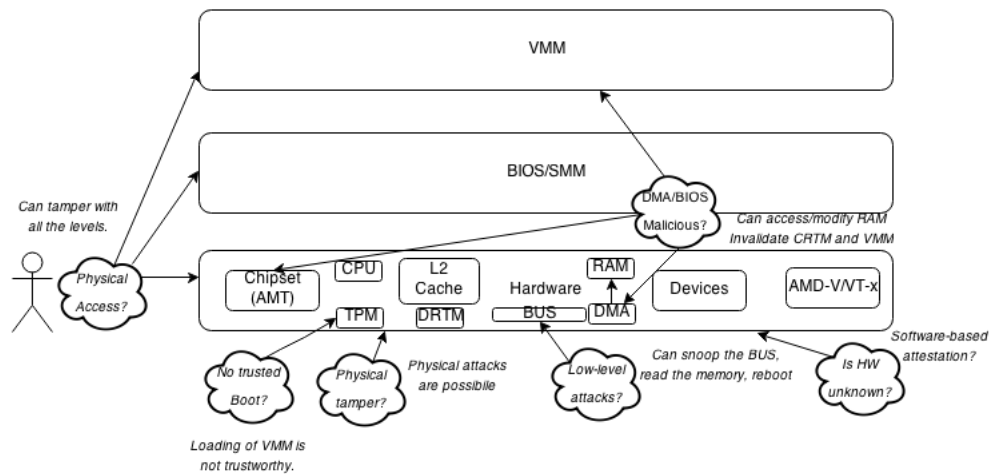 VMM
BIOS/SMM
DMA/BIOS
Malicious?
Can tamper with
all the levels.
Can access/modify RAM
Invalidate CRTM and VMM
Physical
Access?
Chipset
(AMT)
CPU
L2
Cache
Hardware
RAM
Devices
AMD-V/VT-x
TPM
DRTM
BUS
DMA
No trusted
Boot?
Physical
tamper?
Physical attacks
are possibile
Low-level
attacks?
Can snoop the BUS,
read the memory, reboot
Is HW
unknown?
Software-based
attestation?
Loading of VMM is
not trustworthy.